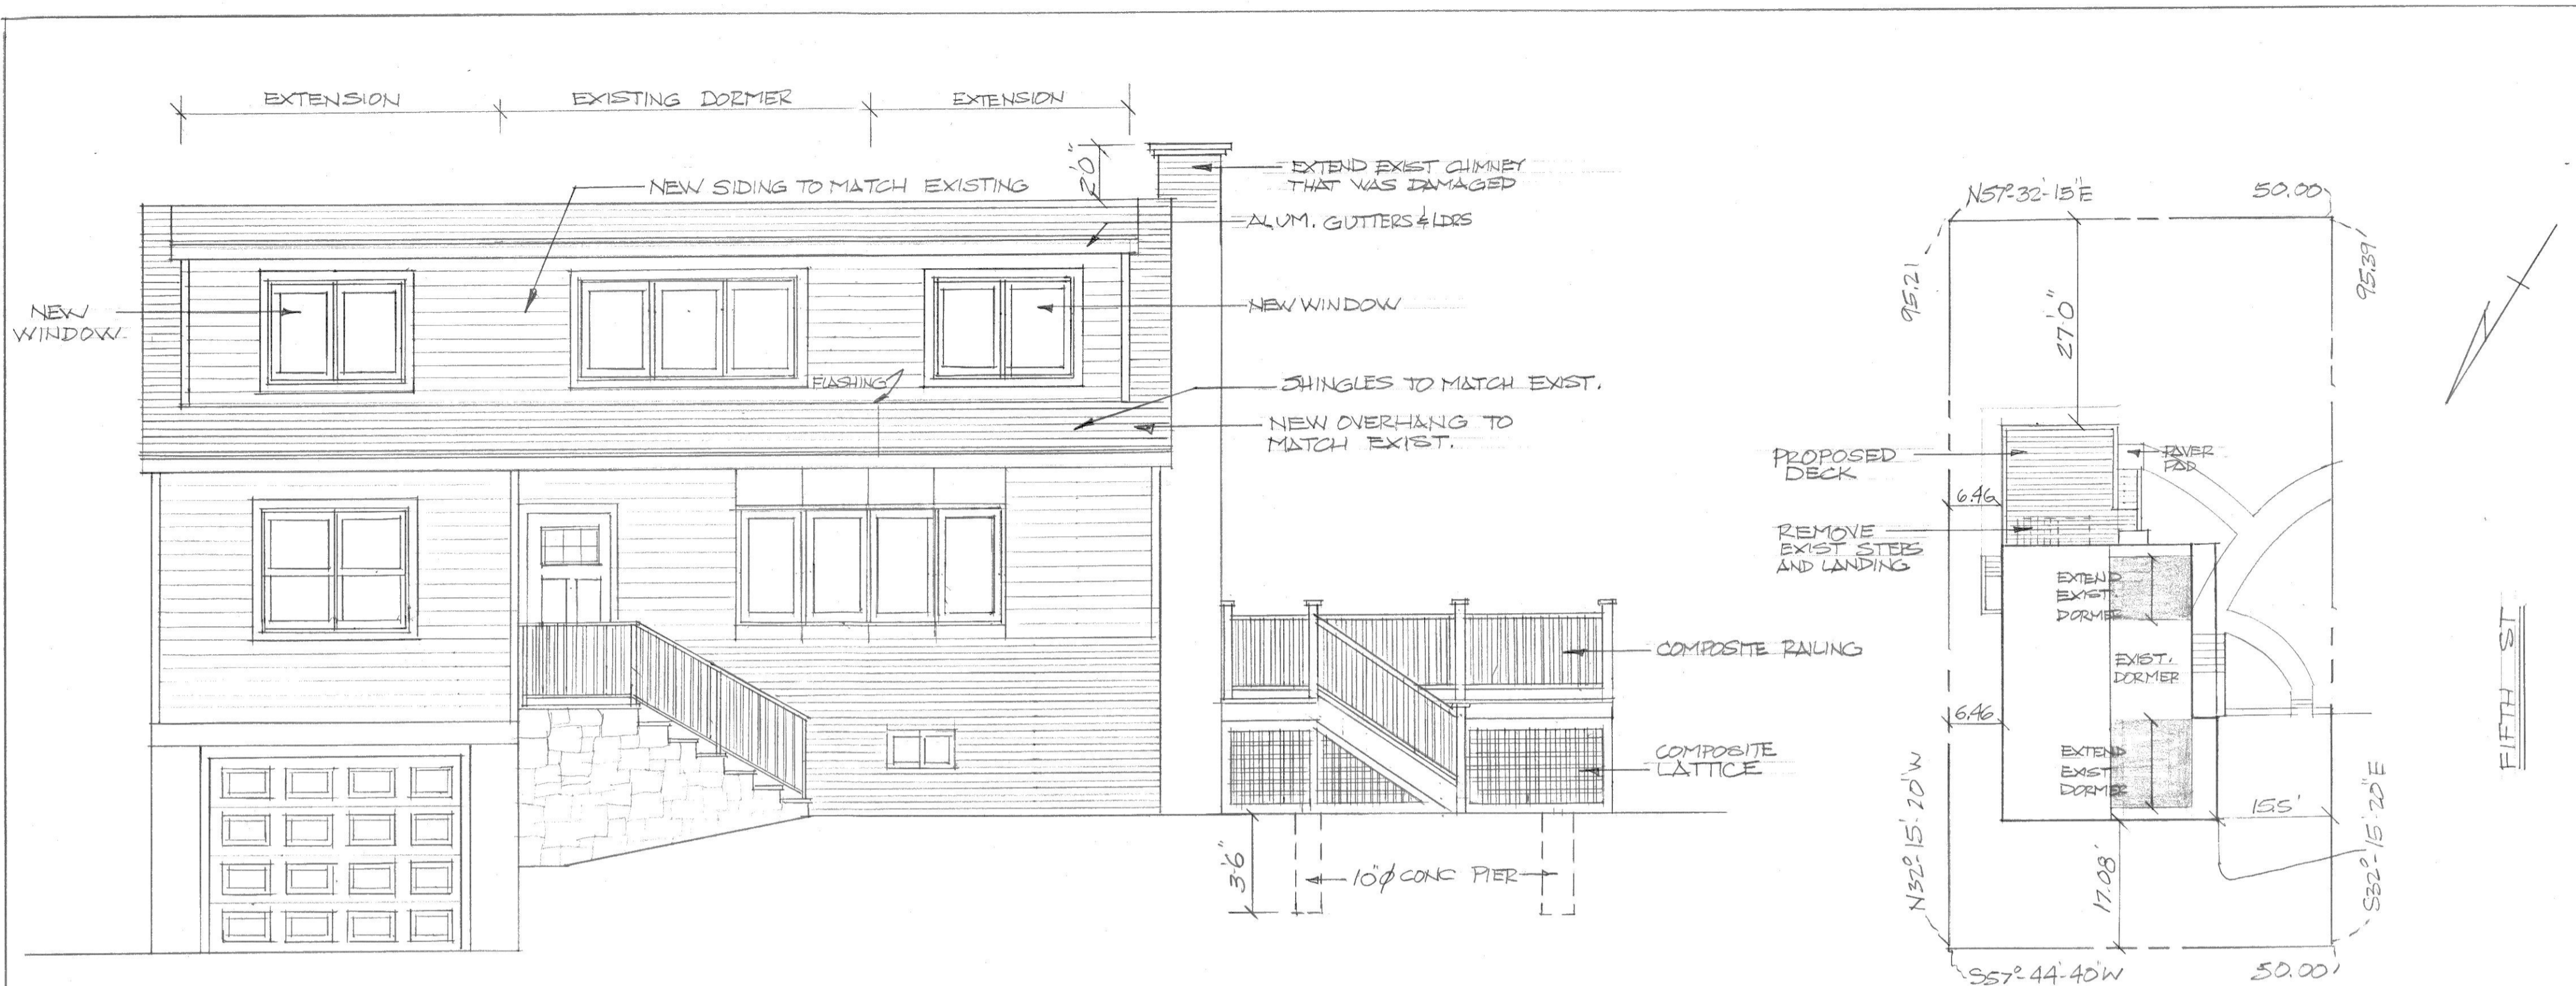 EXTENSION
EXISTING DORMER
EXTENSION
2'0"
NEW SIDING TO MATCH EXISTING
EXTEND EXIST CHIMNEY
THAT WAS DAMAGED
ALUM. GUTTERS & LDRS
NEW
WINDOW
NEW WINDOW
FLASHING
SHINGLES TO MATCH EXIST.
NEW OVERHANG TO
MATCH EXIST.
COMPOSITE RAILING
COMPOSITE
LATTICE
3'6"
10"Ø CONC PIER
N57°-32'-15"E
50.00'
95.21
95.39'
27'0"
PROPOSED
DECK
PAVER
PAD
6.46
REMOVE
EXIST STEPS
AND LANDING
EXTEND
EXIST.
DORMER
EXIST.
DORMER
6.46
EXTEND
EXIST
DORMER
15.5'
FIFTH ST
N32°-15'-20"W
17.08'
S32°-15'-20"E
S57°-44'-40"W
50.00'